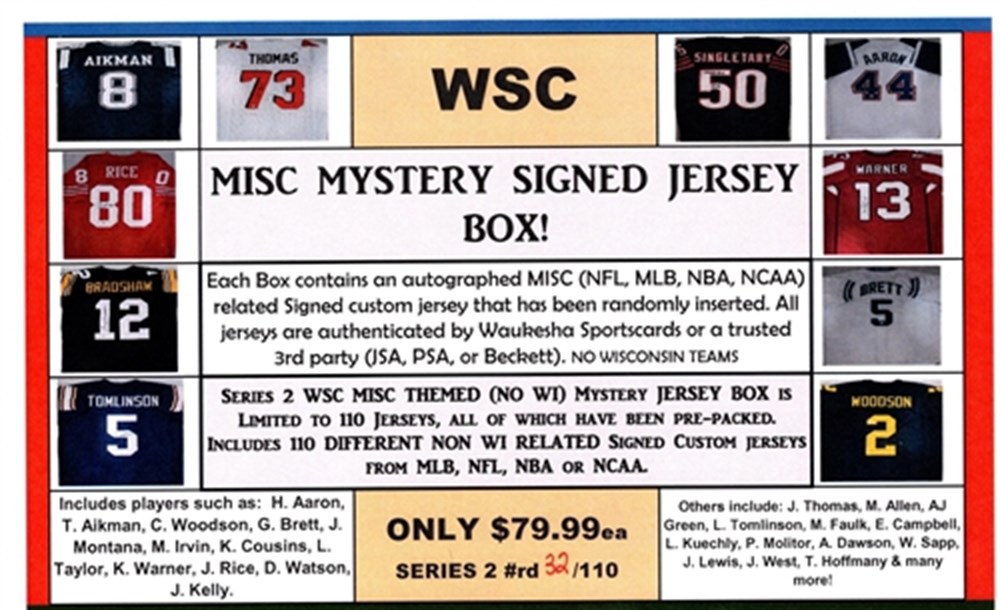 AIKMAN
8
THOMAS
73
WSC
SINGLETARY
50
AARON
44
8 RICE 0
80
MISC MYSTERY SIGNED JERSEY
BOX!
WARNER
13
BRADSHAW
12
Each Box contains an autographed MISC (NFL, MLB, NBA, NCAA)
related Signed custom jersey that has been randomly inserted. All
jerseys are authenticated by Waukesha Sportscards or a trusted
3rd party (JSA, PSA, or Beckett). NO WISCONSIN TEAMS
BRETT
5
TOMLINSON
5
SERIES 2 WSC MISC THEMED (NO WI) MYSTERY JERSEY BOX IS
LIMITED TO 110 JERSEYS, ALL OF WHICH HAVE BEEN PRE-PACKED.
INCLUDES 110 DIFFERENT NON WI RELATED SIGNED CUSTOM JERSEYS
FROM MLB, NFL, NBA OR NCAA.
WOODSON
2
Includes players such as: H. Aaron,
T. Aikman, C. Woodson, G. Brett, J.
Montana, M. Irvin, K. Cousins, L.
Taylor, K. Warner, J. Rice, D. Watson,
J. Kelly.
ONLY $79.99ea
SERIES 2 #rd 32/110
Others include: J. Thomas, M. Allen, AJ
Green, L. Tomlinson, M. Faulk, E. Campbell,
L. Kuechly, P. Molitor, A. Dawson, W. Sapp,
J. Lewis, J. West, T. Hoffmany & many
more!